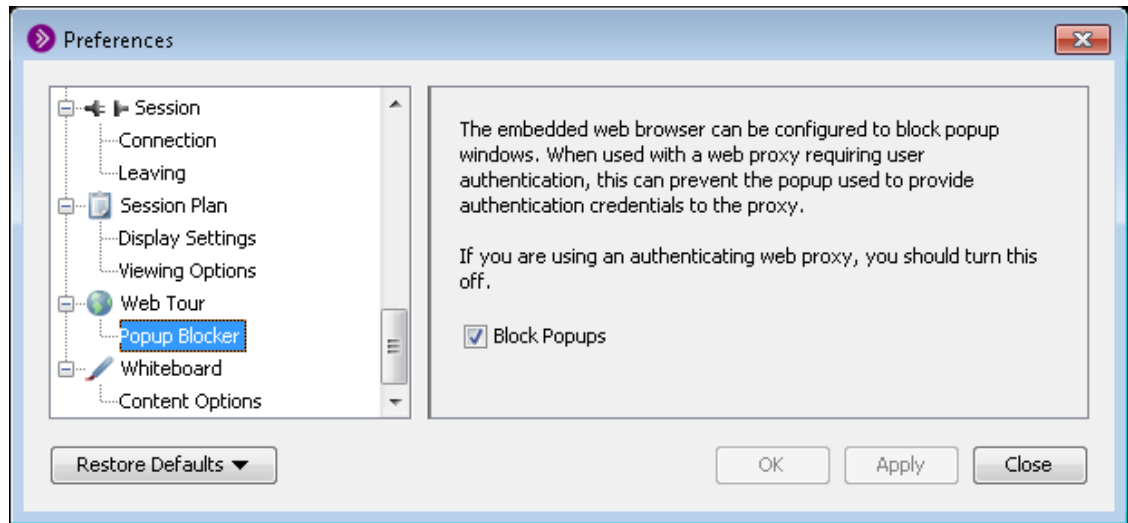 Preferences
Session
Connection
Leaving
Session Plan
Display Settings
Viewing Options
Web Tour
Popup Blocker
Whiteboard
Content Options
The embedded web browser can be configured to block popup
windows. When used with a web proxy requiring user
authentication, this can prevent the popup used to provide
authentication credentials to the proxy.
If you are using an authenticating web proxy, you should turn this
off.
Block Popups
Restore Defaults
OK
Apply
Close